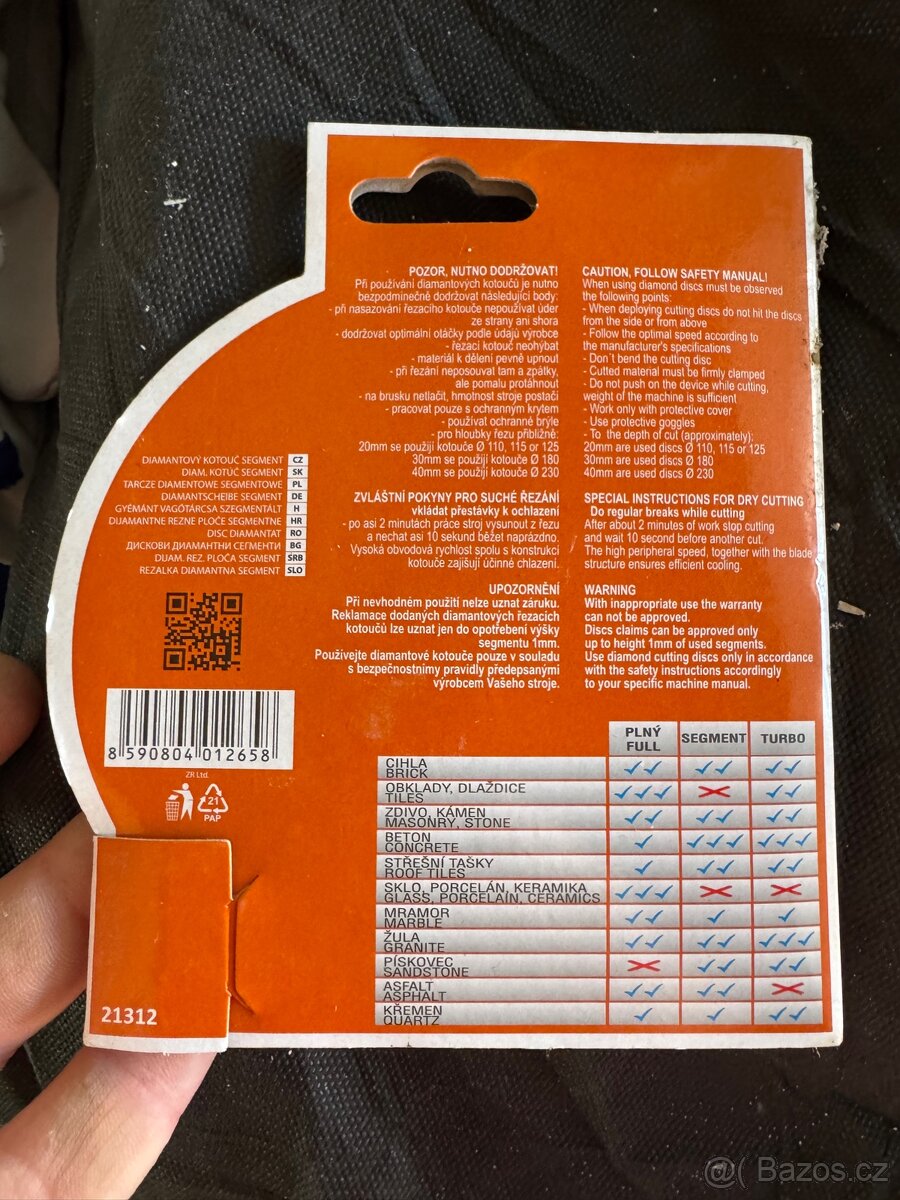 POZOR, NUTNO DODRŽOVAT!
Při používání diamantových kotoučů je nutno
bezpodmínečně dodržovat následující body:
- při nasazování řezacího kotouče nepoužívat úder
ze strany ani shora
- dodržovat optimální otáčky podle údajů výrobce
- řezací kotouč neohýbat
- materiál k dělení pevně upnout
- při řezání neposouvat tam a zpátky,
ale pomalu protáhnout
- na brusku netlačit, hmotnost stroje postačí
- pracovat pouze s ochranným krytem
- používat ochranné brýle
- pro hloubky řezu přibližně:
20mm se použijí kotouče Ø 110, 115 or 125
30mm se použijí kotouče Ø 180
40mm se použijí kotouče Ø 230
ZVLÁŠTNÍ POKYNY PRO SUCHÉ ŘEZÁNÍ
vkládat přestávky k ochlazení
- po asi 2 minutách práce stroj vysunout z řezu
a nechat asi 10 sekund běžet naprázdno.
Vysoká obvodová rychlost spolu s konstrukcí
kotouče zajišují účinné chlazení.
UPOZORNĚNÍ
Při nevhodném použití nelze uznat záruku.
Reklamace dodaných diamantových řezacích
kotoučů lze uznat jen do opotřebení výšky
segmentu 1mm.
Používejte diamantové kotouče pouze v souladu
s bezpečnostnímy pravidly předepsanými
výrobcem Vašeho stroje.
CAUTION, FOLLOW SAFETY MANUAL!
When using diamond discs must be observed
the following points:
- When deploying cutting discs do not hit the discs
from the side or from above
- Follow the optimal speed according to
the manufacturer's specifications
- Don´t bend the cutting disc
- Cutted material must be firmly clamped
- Do not push on the device while cutting,
weight of the machine is sufficient
- Work only with protective cover
- Use protective goggles
- To the depth of cut (approximately):
20mm are used discs Ø 110, 115 or 125
30mm are used discs Ø 180
40mm are used discs Ø 230
SPECIAL INSTRUCTIONS FOR DRY CUTTING
Do regular breaks while cutting
After about 2 minutes of work stop cutting
and wait 10 second before another cut.
The high peripheral speed, together with the blade
structure ensures efficient cooling.
WARNING
With inappropriate use the warranty
can not be approved.
Discs claims can be approved only
up to height 1mm of used segments.
Use diamond cutting discs only in accordance
with the safety instructions accordingly
to your specific machine manual.
DIAMANTOVÝ KOTOUČ SEGMENT CZ
DIAM. KOTÚČ SEGMENT SK
TARCZE DIAMENTOWE SEGMENTOWE PL
DIAMANTSCHEIBE SEGMENT DE
GYÉMÁNT VAGÓTÁRCSA SZEGMENTÁLT H
DIJAMANTNE REZNE PLOČE SEGMENTNE HR
DISC DIAMANTAT RO
ДИСКОВИ ДИАМАНТНИ СЕГМЕНТИ BG
DIJAM. REZ. PLOČA SEGMENT SRB
REZALKA DIAMANTNA SEGMENT SLO
8 590804 012658
ZR Ltd.
21
PAP
21312
PLNÝ
FULL
SEGMENT
TURBO
CIHLA
BRICK
OBKLADY, DLAŽDICE
TILES
ZDIVO, KÁMEN
MASONRY, STONE
BETON
CONCRETE
STŘEŠNÍ TAŠKY
ROOF TILES
SKLO, PORCELÁN, KERAMIKA
GLASS, PORCELAIN, CERAMICS
MRAMOR
MARBLE
ŽULA
GRANITE
PÍSKOVEC
SANDSTONE
ASFALT
ASPHALT
KŘEMEN
QUARTZ
@( Bazos.cz